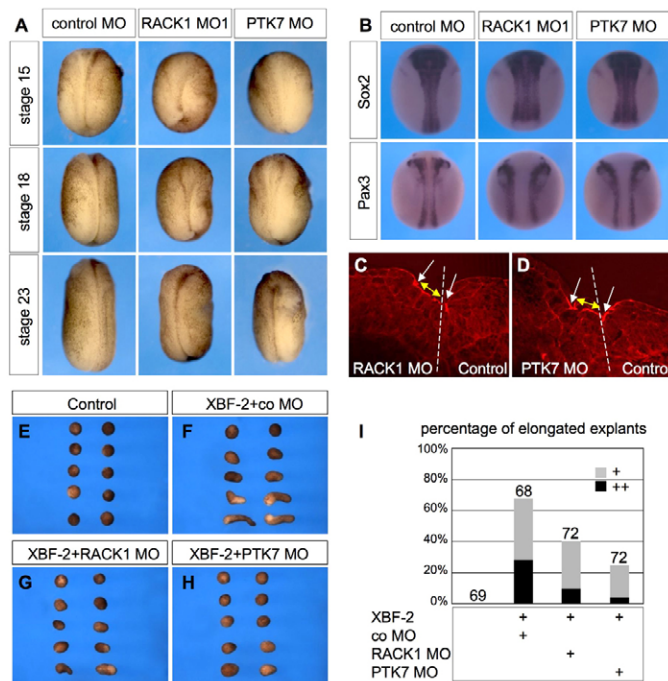 A
control MO RACK1 MO1 PTK7 MO
stage 15
stage 18
stage 23
B
control MO RACK1 MO1 PTK7 MO
Sox2
Pax3
C
RACK1 MO Control
D
PTK7 MO Control
Control XBF-2+co MO
E F
XBF-2+RACK1 MO XBF-2+PTK7 MO
G H
I
percentage of elongated explants
100%
80%
60%
40%
20%
0%
+
++
69 68 72 72
XBF-2 + + +
co MO +
RACK1 MO +
PTK7 MO +